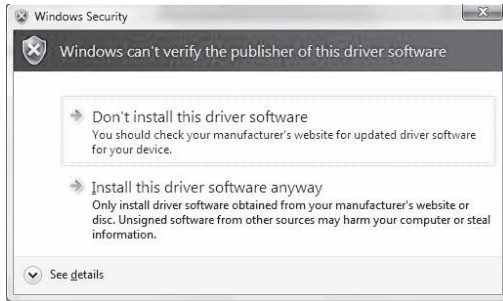 Windows Security
Windows can't verify the publisher of this driver software
Don't install this driver software
You should check your manufacturer's website for updated driver software
for your device.
Install this driver software anyway
Only install driver software obtained from your manufacturer's website or
disc. Unsigned software from other sources may harm your computer or steal
information.
See details